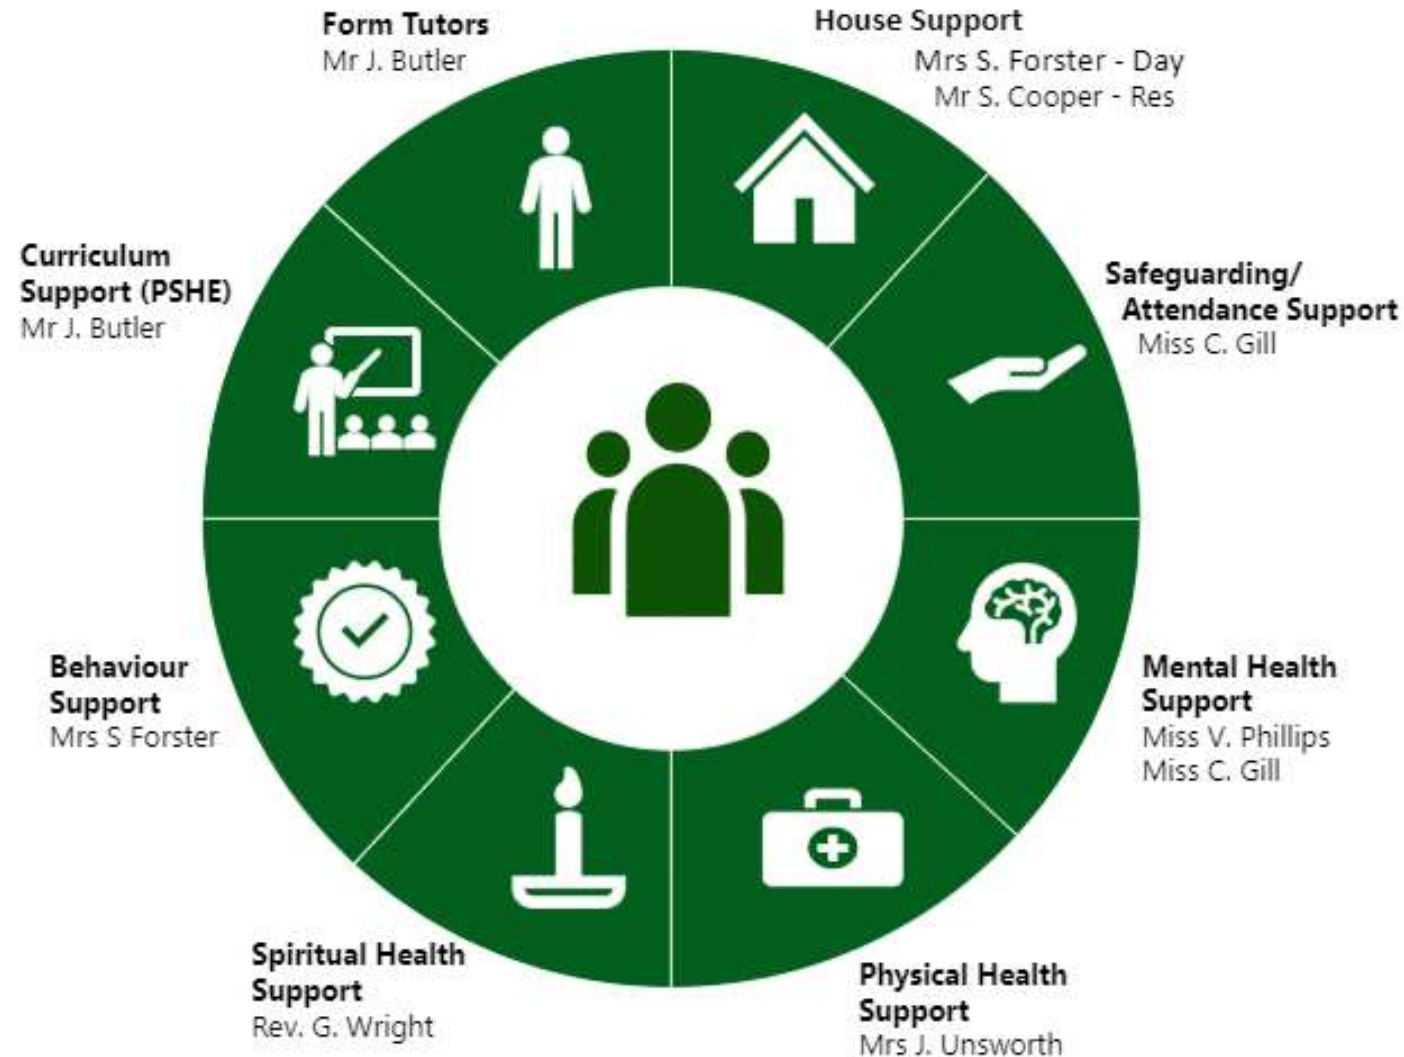 Form Tutors
Mr J. Butler
House Support
Mrs S. Forster - Day
Mr S. Cooper - Res
Safeguarding/
Attendance Support
Miss C. Gill
Mental Health
Support
Miss V. Phillips
Miss C. Gill
Physical Health
Support
Mrs J. Unsworth
Spiritual Health
Support
Rev. G. Wright
Behaviour
Support
Mrs S Forster
Curriculum
Support (PSHE)
Mr J. Butler